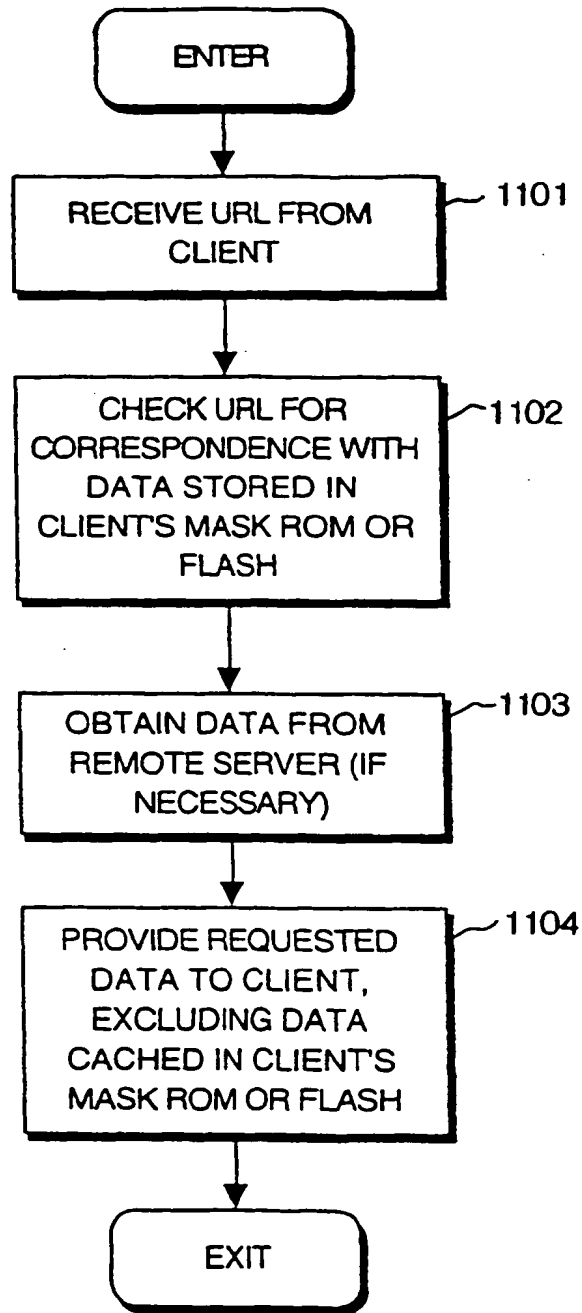 ENTER
RECEIVE URL FROM
CLIENT
1101
CHECK URL FOR
CORRESPONDENCE WITH
DATA STORED IN
CLIENT'S MASK ROM OR
FLASH
1102
OBTAIN DATA FROM
REMOTE SERVER (IF
NECESSARY)
1103
PROVIDE REQUESTED
DATA TO CLIENT,
EXCLUDING DATA
CACHED IN CLIENT'S
MASK ROM OR FLASH
1104
EXIT